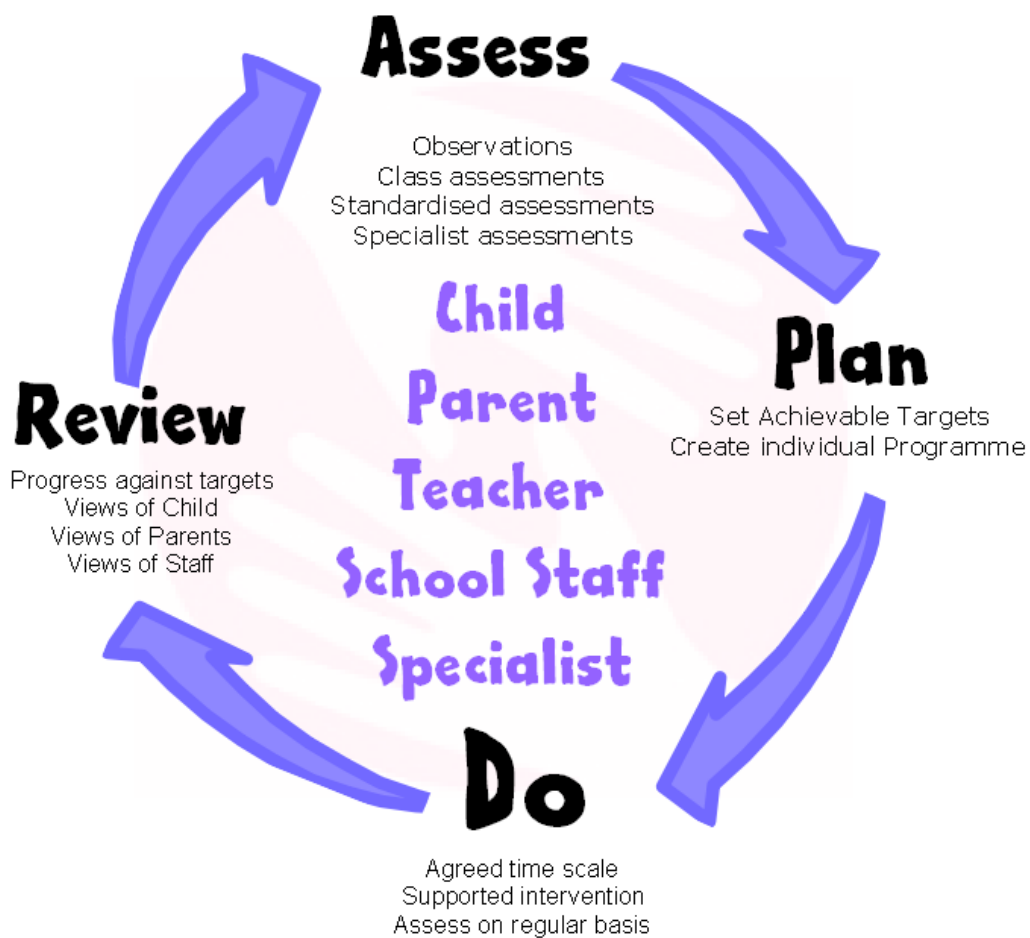 Assess
Observations
Class assessments
Standardised assessments
Specialist assessments
Child
Parent
Teacher
School Staff
Specialist
Plan
Set Achievable Targets
Create individual Programme
Do
Agreed time scale
Supported intervention
Assess on regular basis
Review
Progress against targets
Views of Child
Views of Parents
Views of Staff